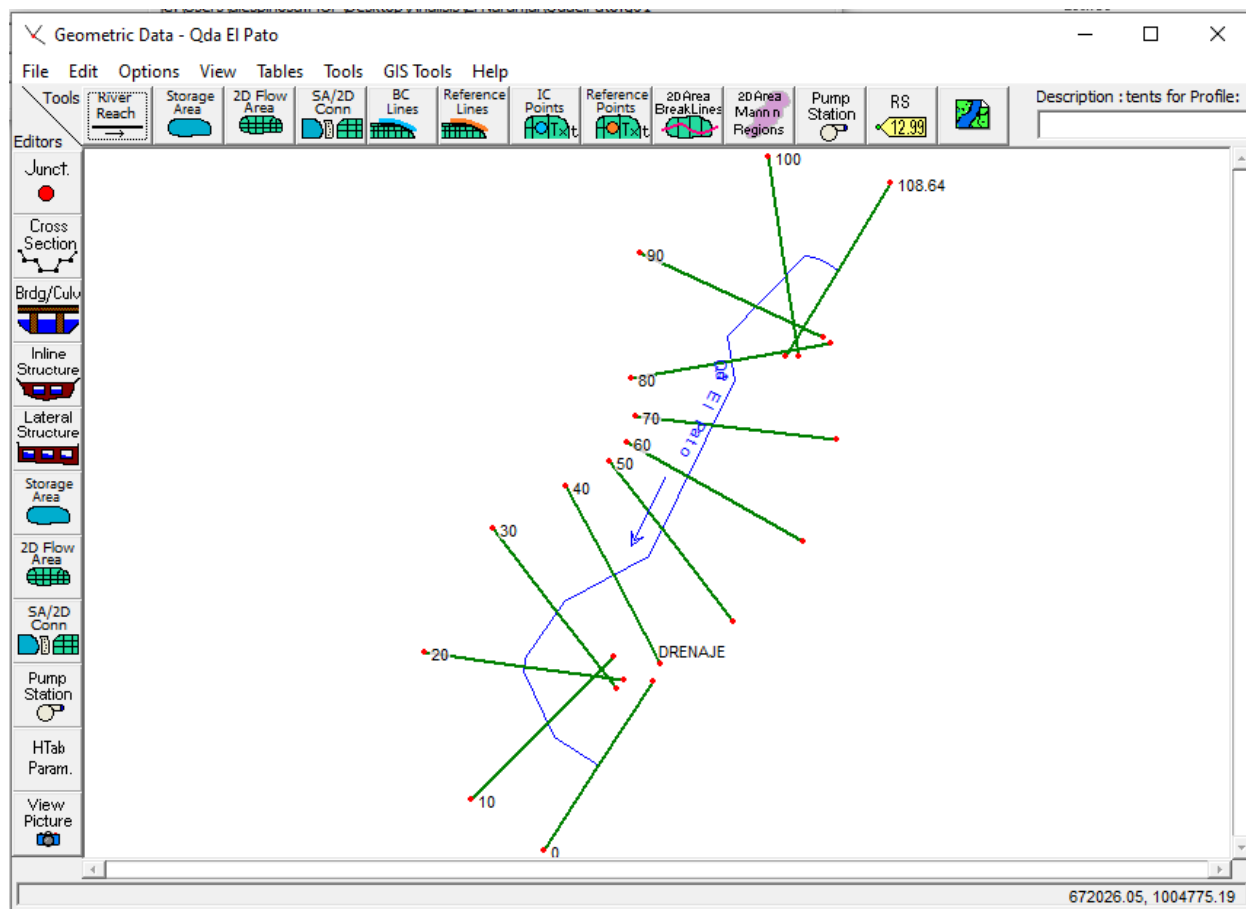 Geometric Data - Qda El Pato
File Edit Options View Tables Tools GIS Tools Help
Tools
Editors
River Reach
Storage Area
2D Flow Area
SA/2D Conn
BC Lines
Reference Lines
IC Points
Reference Points
2D Area BreakLines
2D Area Mann n Regions
Pump Station
RS
12.99
Description : tents for Profile:
Junct.
Cross Section
Brdg/Culv
Inline Structure
Lateral Structure
Storage Area
2D Flow Area
SA/2D Conn
Pump Station
HTab Param.
View Picture
100
108.64
90
80
Qda El Pato
70
60
50
40
30
DRENAJE
20
10
0
672026.05, 1004775.19